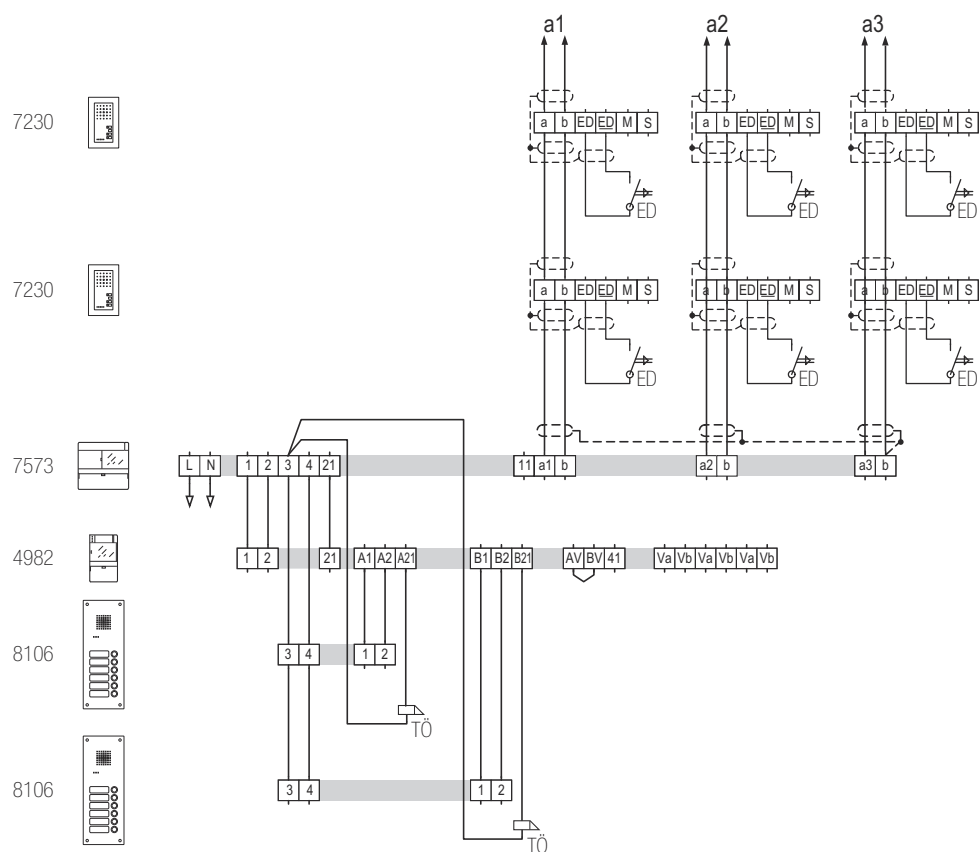 a1 a2 a3
7230
a b ED ED M S a b ED ED M S a b ED ED M S
ED ED ED
7230
a b ED ED M S a b ED ED M S a b ED ED M S
ED ED ED
7573 L N 1 2 3 4 21 11 a1 b a2 b a3 b
4982 1 2 21 A1 A2 A21 B1 B2 B21 AV BV 41 Va Vb Va Vb Va Vb
8106 3 4 1 2
TÖ
8106 3 4 1 2
TÖ